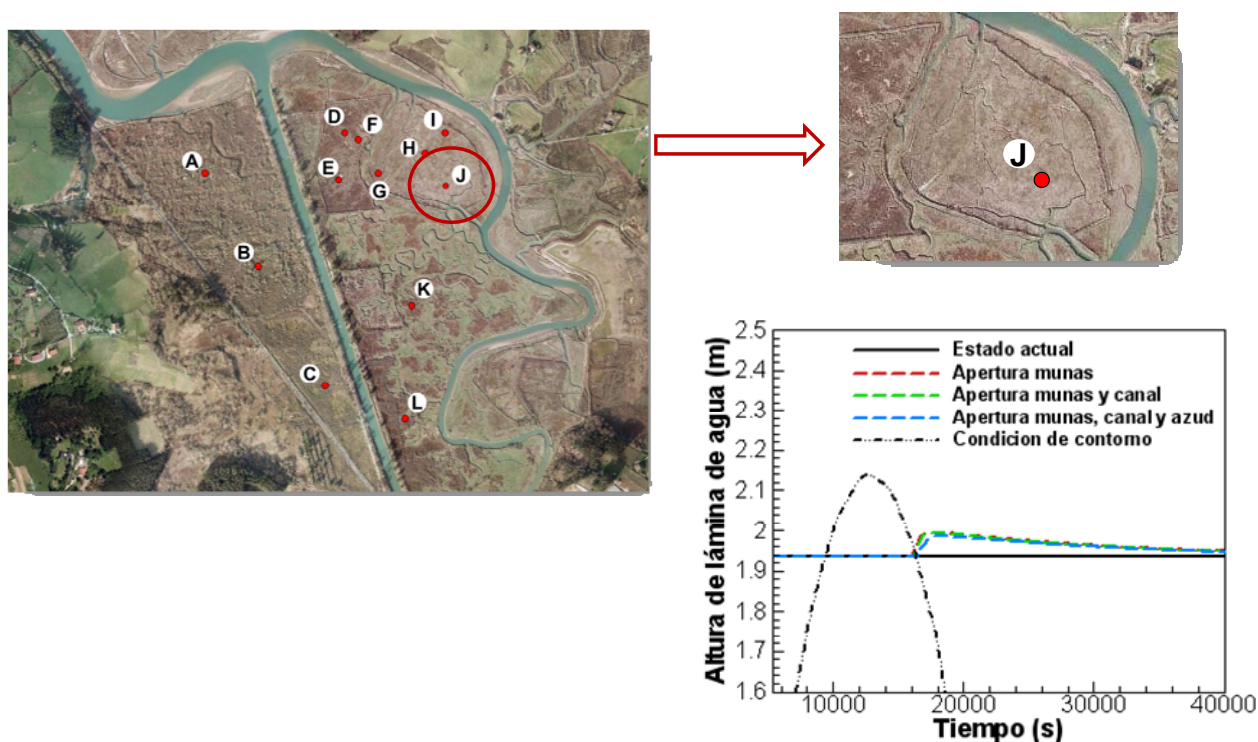 A
B
C
D
E
F
G
H
I
J
K
L
J
Altura de lámina de agua (m)
2.5
2.4
2.3
2.2
2.1
2
1.9
1.8
1.7
1.6
Estado actual
Apertura munas
Apertura munas y canal
Apertura munas, canal y azud
Condicion de contorno
10000 20000 30000 40000
Tiempo (s)